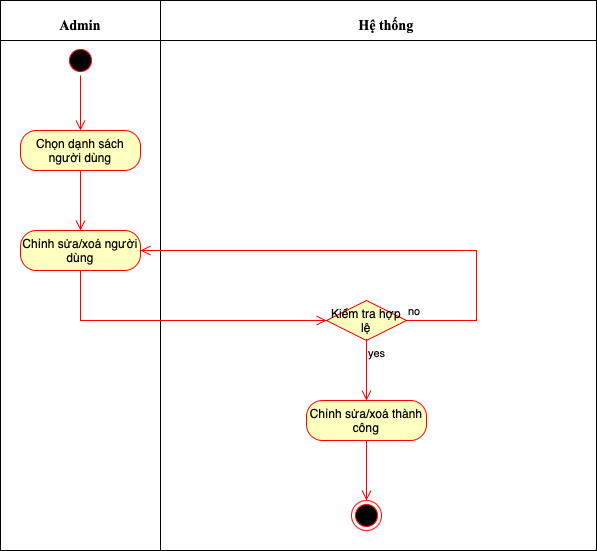 Admin
Hệ thống
Chọn dạnh sách
người dùng
Chỉnh sửa/xoá người
dùng
Kiểm tra hợp
lệ
no
yes
Chỉnh sửa/xoá thành
công